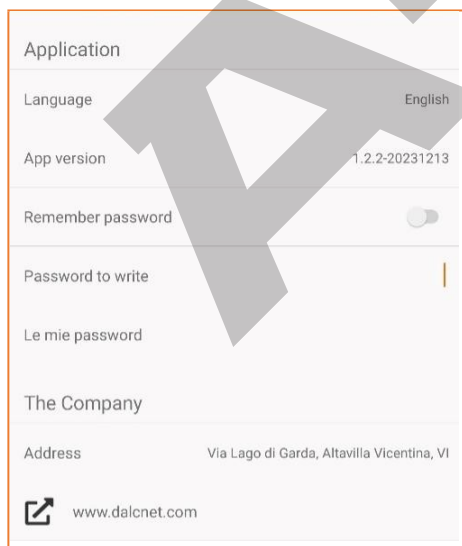 Application
Language English
App version 1.2.2-20231213
Remember password
Password to write
Le mie password
The Company
Address Via Lago di Garda, Altavilla Vicentina, VI
www.dalcnet.com